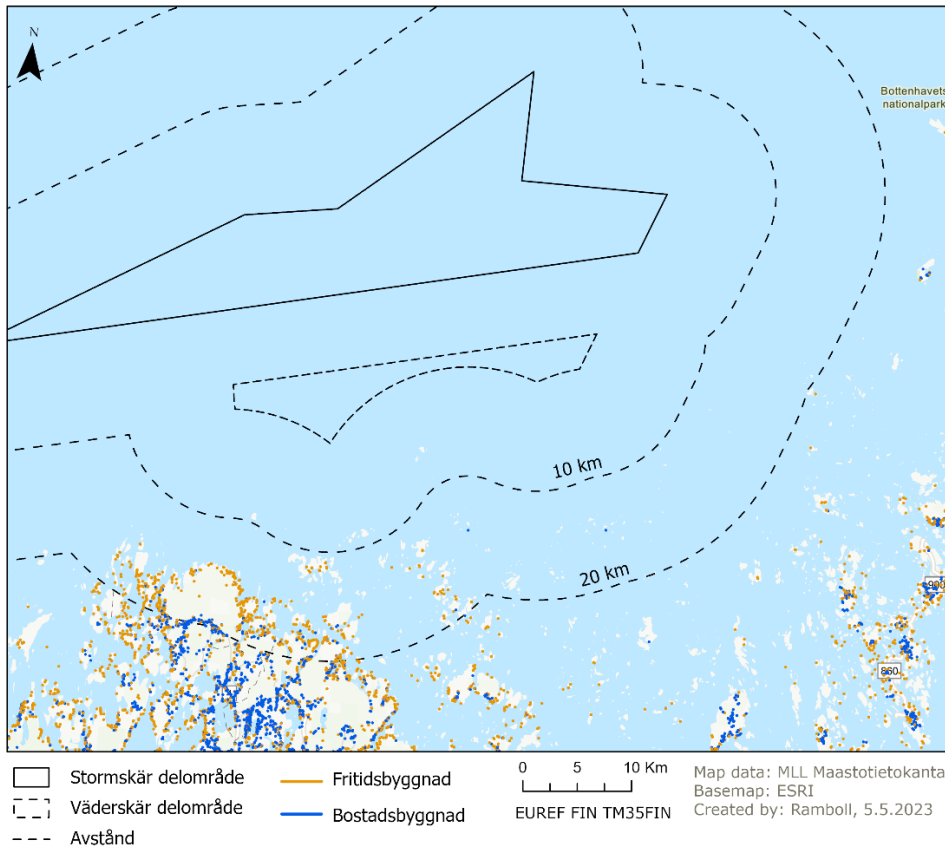 N
Bottenhavets
nationalpark
10 km
20 km
900
860
Stormskär delområde
Väderskär delområde
Avstånd
Fritidsbyggnad
Bostadsbyggnad
0 5 10 Km
EUREF FIN TM35FIN
Map data: MLL Maastotietokanta
Basemap: ESRI
Created by: Ramboll, 5.5.2023